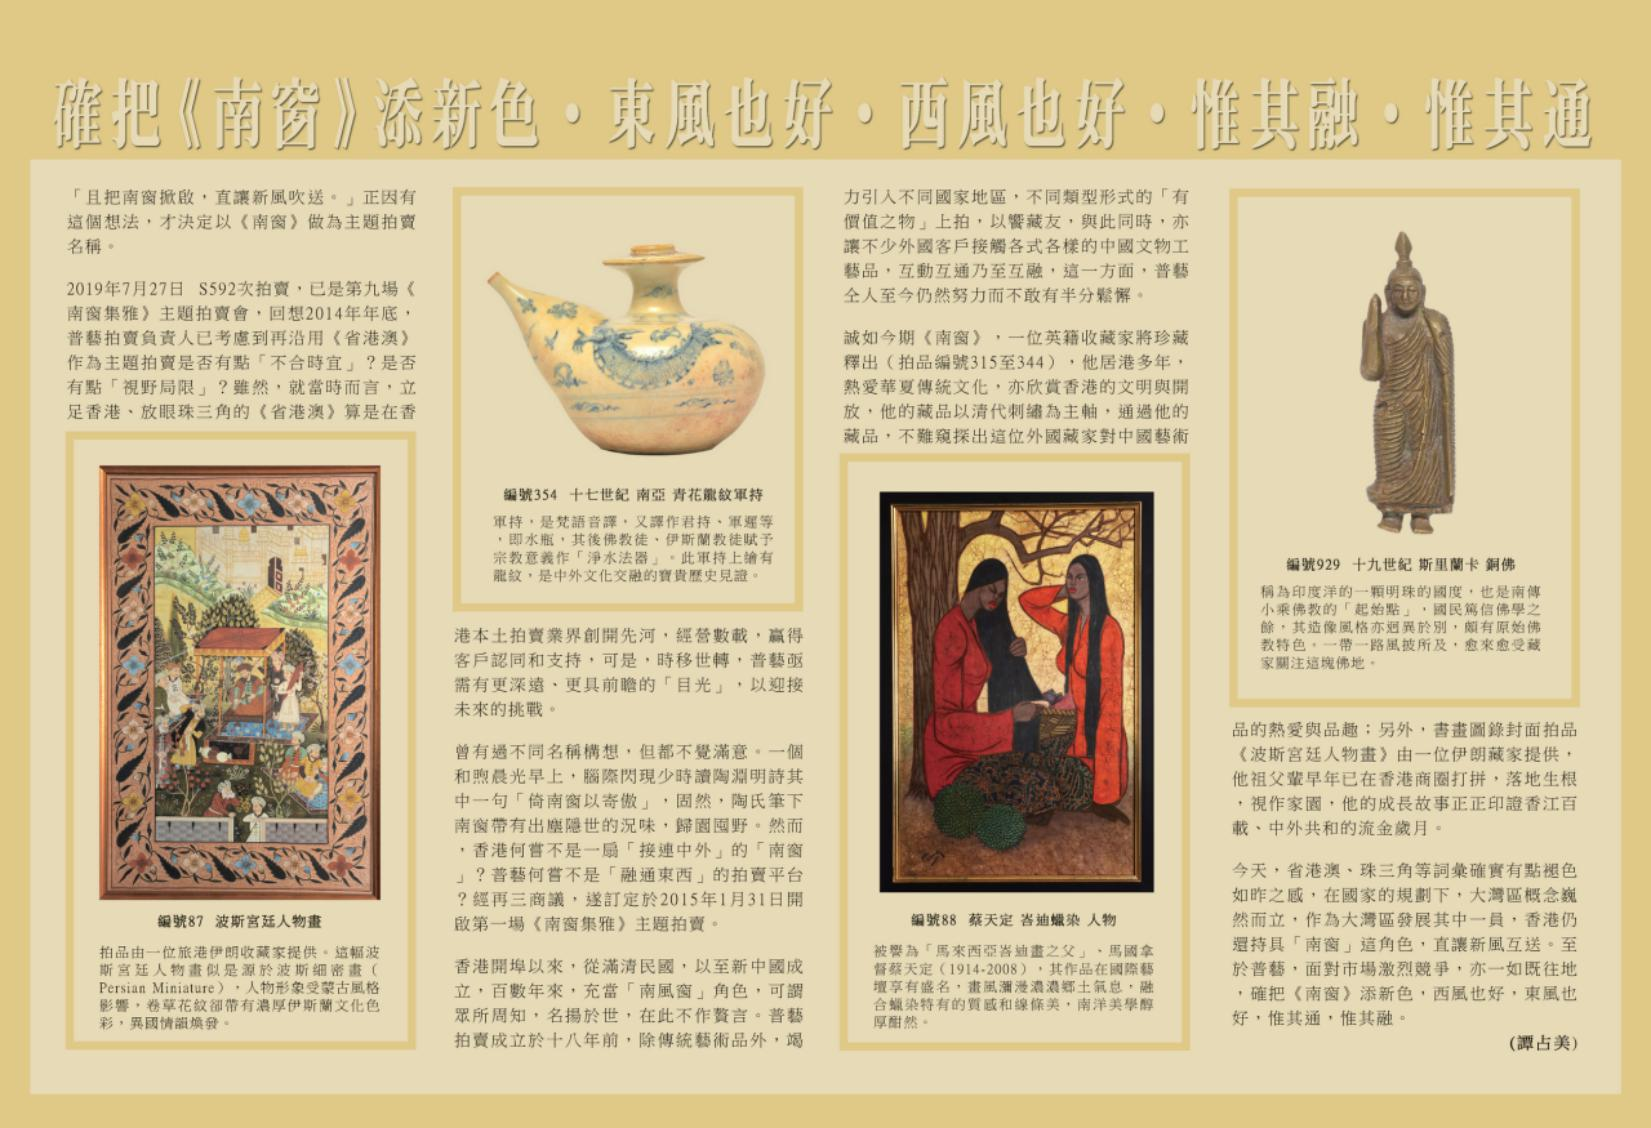 確把《南窗》添新色·東風也好·西風也好·惟其融·惟其通
「且把南窗掀啟，直讓新風吹送。」正因有
這個想法，才決定以《南窗》做為主題拍賣
名稱。
2019年7月27日 S592次拍賣，已是第九場《
南窗集雅》主題拍賣會，回想2014年年底，
普藝拍賣負責人已考慮到再沿用《省港澳》
作為主題拍賣是否有點「不合時宜」？是否
有點「視野局限」？雖然，就當時而言，立
足香港、放眼珠三角的《省港澳》算是在香
編號87 波斯宮廷人物畫
拍品由一位旅港伊朗收藏家提供。這幅波
斯宮廷人物畫似是源於波斯細密畫（
Persian Miniature），人物形象受蒙古風格
影響，卷草花紋卻帶有濃厚伊斯蘭文化色
彩，異國情韻煥發。
編號354 十七世紀 南亞 青花龍紋軍持
軍持，是梵語音譯，又譯作君持、軍遲等
，即水瓶，其後佛教徒、伊斯蘭教徒賦予
宗教意義作「淨水法器」。此軍持上繪有
龍紋，是中外文化交融的寶貴歷史見證。
港本土拍賣業界創開先河，經營數載，贏得
客戶認同和支持，可是，時移世轉，普藝亟
需有更深遠、更具前瞻的「目光」，以迎接
未來的挑戰。
曾有過不同名稱構想，但都不覺滿意。一個
和煦晨光早上，腦際閃現少時讀陶淵明詩其
中一句「倚南窗以寄傲」，固然，陶氏筆下
南窗帶有出塵隱世的況味，歸園囤野。然而
，香港何嘗不是一扇「接連中外」的「南窗
」？普藝何嘗不是「融通東西」的拍賣平台
？經再三商議，遂訂定於2015年1月31日開
啟第一場《南窗集雅》主題拍賣。
香港開埠以來，從滿清民國，以至新中國成
立，百數年來，充當「南風窗」角色，可謂
眾所周知，名揚於世，在此不作贅言。普藝
拍賣成立於十八年前，除傳統藝術品外，竭
力引入不同國家地區，不同類型形式的「有
價值之物」上拍，以饗藏友，與此同時，亦
讓不少外國客戶接觸各式各樣的中國文物工
藝品，互動互通乃至互融，這一方面，普藝
仝人至今仍然努力而不敢有半分鬆懈。
誠如今期《南窗》，一位英籍收藏家將珍藏
釋出（拍品編號315至344），他居港多年，
熱愛華夏傳統文化，亦欣賞香港的文明與開
放，他的藏品以清代刺繡為主軸，通過他的
藏品，不難窺探出這位外國藏家對中國藝術
編號88 蔡天定 峇迪蠟染 人物
被譽為「馬來西亞峇迪畫之父」、馬國拿
督蔡天定（1914-2008），其作品在國際藝
壇享有盛名，畫風瀰漫濃濃鄉土氣息，融
合蠟染特有的質感和線條美，南洋美學醇
厚酣然。
編號929 十九世紀 斯里蘭卡 銅佛
稱為印度洋的一顆明珠的國度，也是南傳
小乘佛教的「起始點」，國民篤信佛學之
餘，其造像風格亦迥異於別，頗有原始佛
教特色。一帶一路風披所及，愈來愈受藏
家關注這塊佛地。
品的熱愛與品趣；另外，書畫圖錄封面拍品
《波斯宮廷人物畫》由一位伊朗藏家提供，
他祖父輩早年已在香港商圈打拼，落地生根
，視作家園，他的成長故事正正印證香江百
載、中外共和的流金歲月。
今天，省港澳、珠三角等詞彙確實有點褪色
如昨之感，在國家的規劃下，大灣區概念巍
然而立，作為大灣區發展其中一員，香港仍
還持具「南窗」這角色，直讓新風互送。至
於普藝，面對市場激烈競爭，亦一如既往地
，確把《南窗》添新色，西風也好，東風也
好，惟其通，惟其融。
(譚占美)